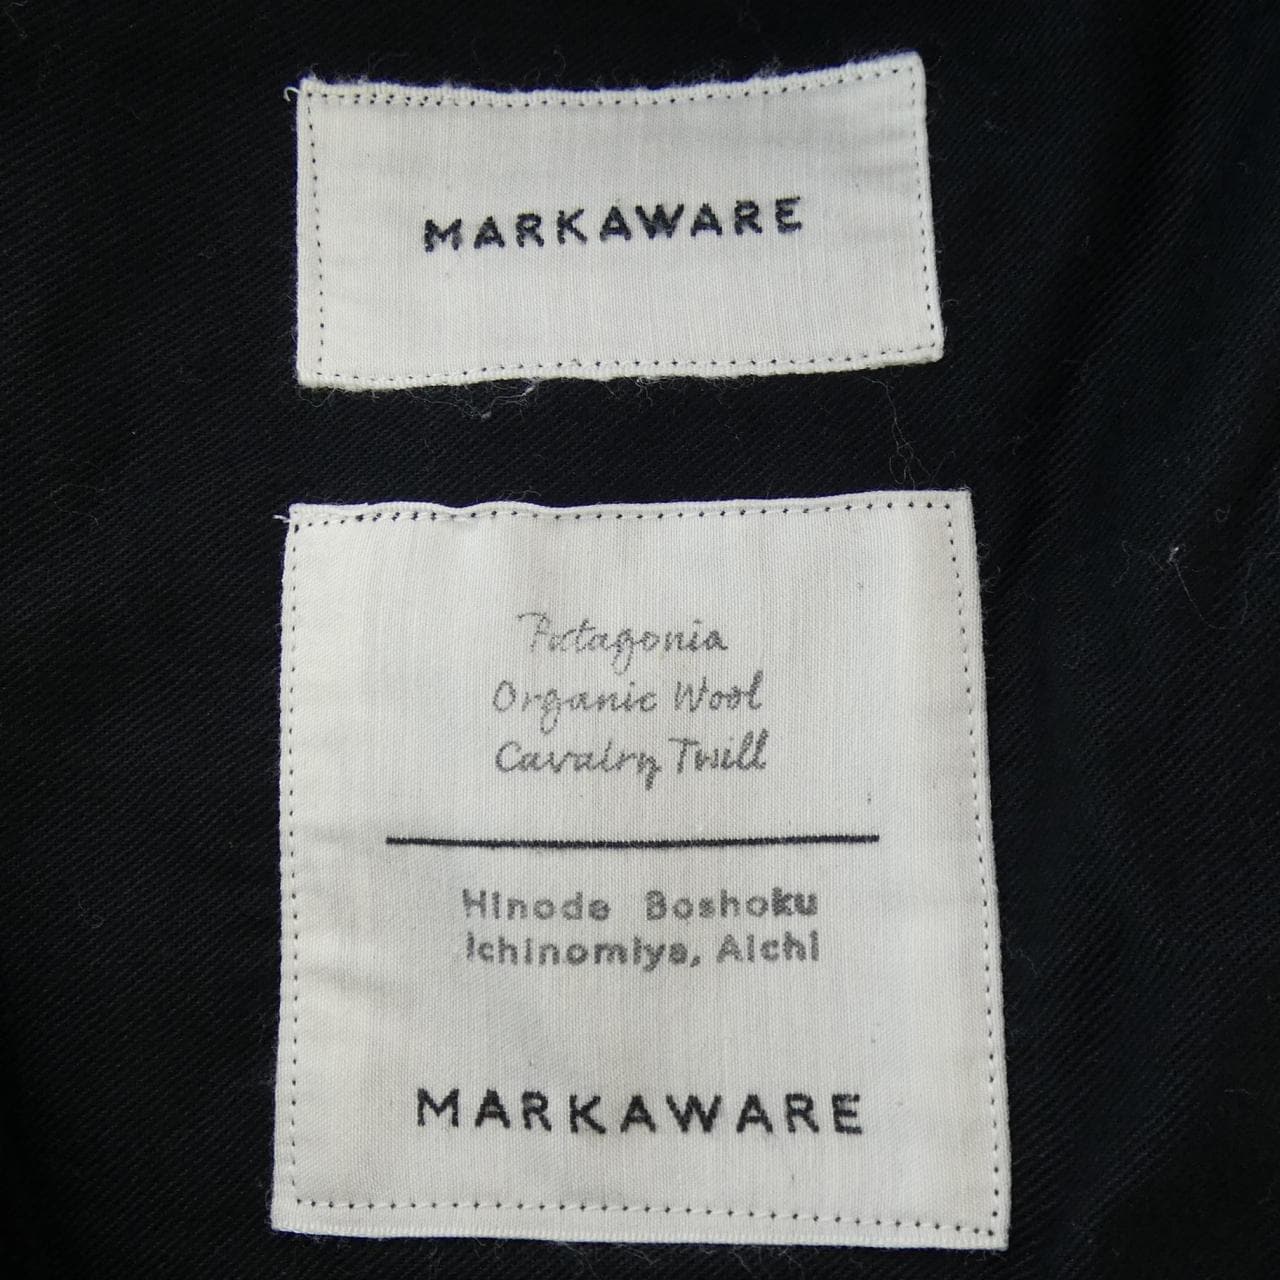 MARKAWARE
Patagonia
Organic Wool
Cavalry Twill
Hinode Boshoku
Ichinomiya, Aichi
MARKAWARE